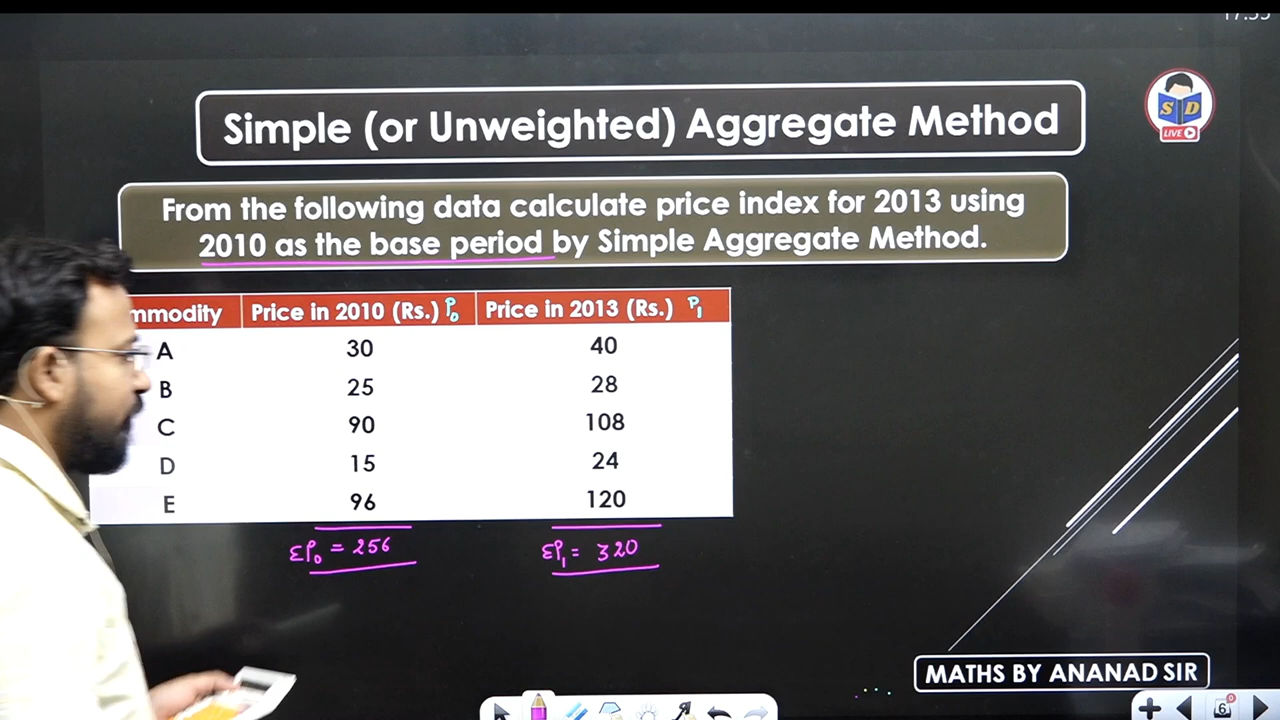 Simple (or Unweighted) Aggregate Method
S D
LIVE
From the following data calculate price index for 2013 using
2010 as the base period by Simple Aggregate Method.
mmodity Price in 2010 (Rs.) P₀ Price in 2013 (Rs.) P₁
A 30 40
B 25 28
C 90 108
D 15 24
E 96 120
ΣP₀ = 256 ΣP₁ = 320
MATHS BY ANANAD SIR
6